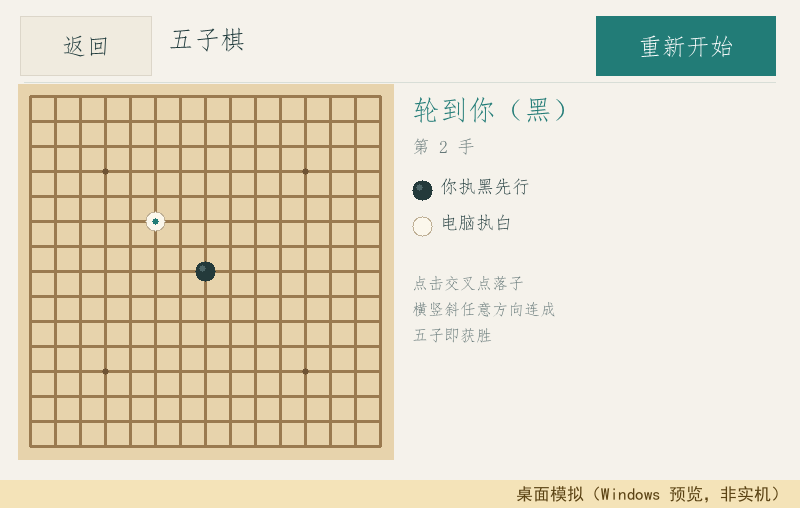 返回
五子棋
重新开始
轮到你（黑）
第 2 手
你执黑先行
电脑执白
点击交叉点落子
横竖斜任意方向连成
五子即获胜
桌面模拟（Windows 预览，非实机）